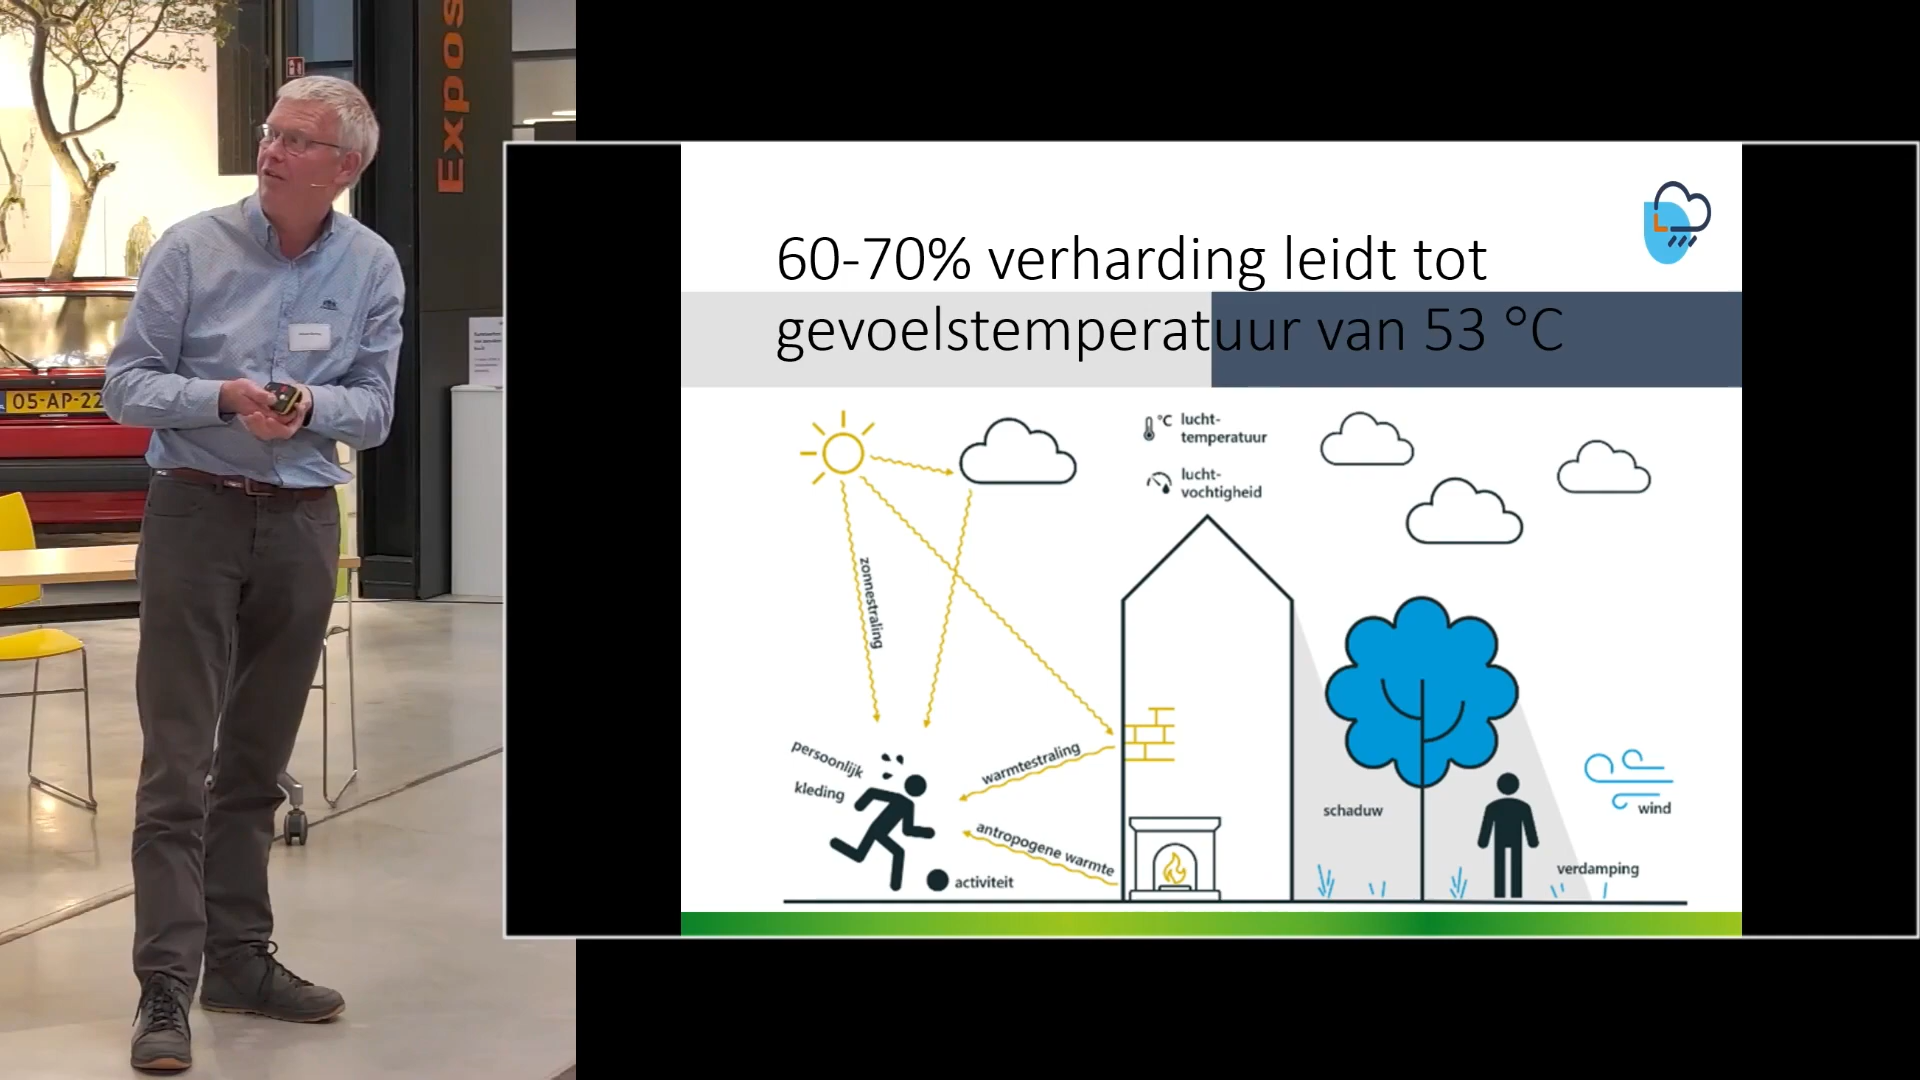 Expos
05-AP-22
60-70% verharding leidt tot
gevoelstemperatuur van 53 °C
°C lucht-
temperatuur
lucht-
vochtigheid
zonnestraling
persoonlijk
kleding
warmtestraling
antropogene warmte
activiteit
schaduw
wind
verdamping